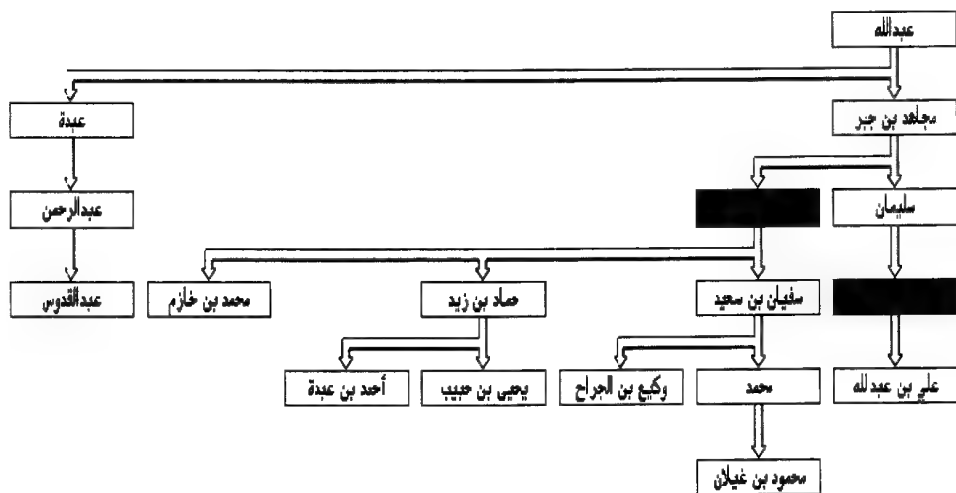 عبدالله
مجاهد بن جبر
عبدة
سليمان
عبدالرحمن
سفيان بن سعيد
حماد بن زيد
محمد بن خازم
عبدالقدوس
علي بن عبدلله
محمد
وكيع بن الجراح
يحيى بن حبيب
أحمد بن عبدة
محمود بن غيلان